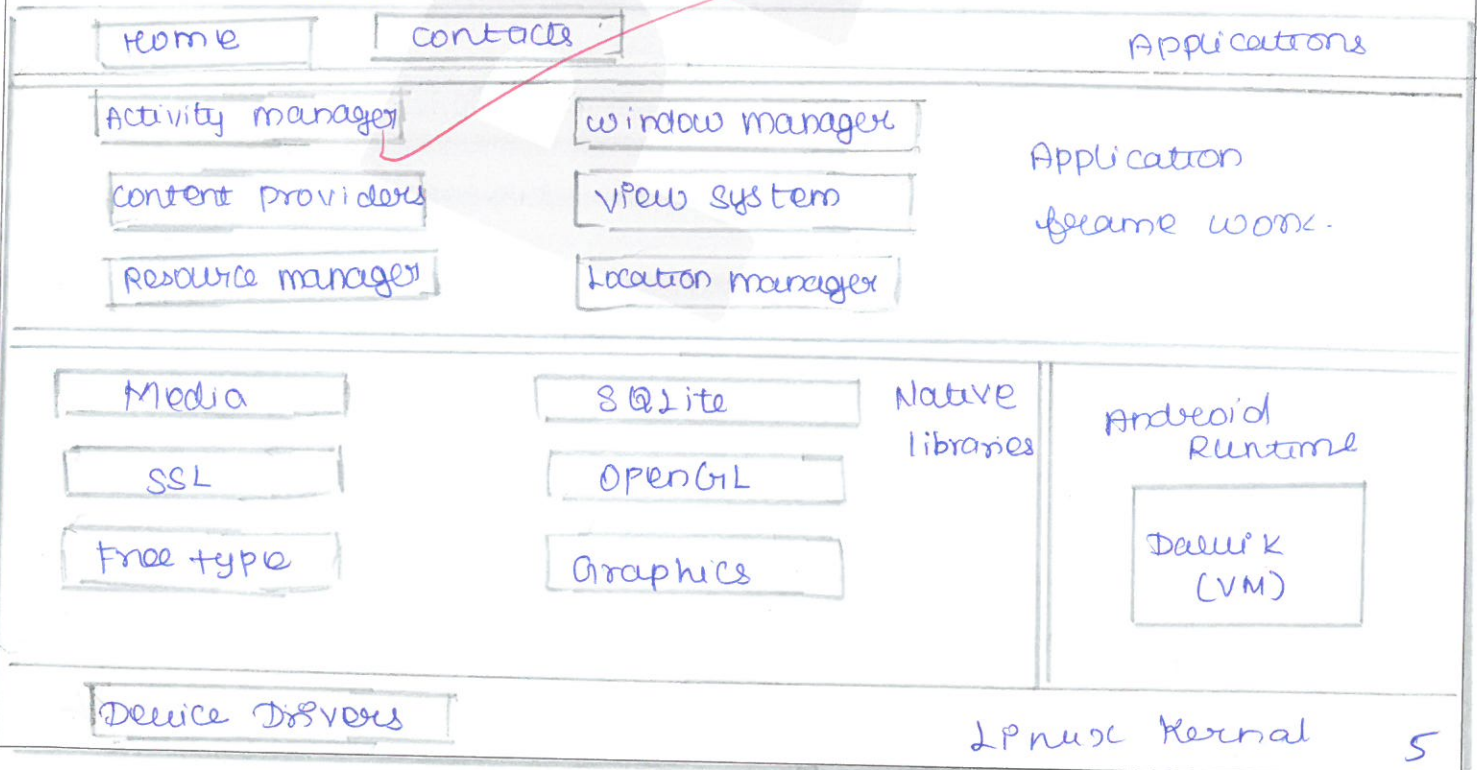 Home
contacts
Applications
Activity manager
window manager
content providers
view system
Application
frame work.
Resource manager
Location manager
Media
SQLite
Native
libraries
SSL
OpenGL
Free type
Graphics
Android
Runtime
Dalvik
(VM)
Device Drivers
Linux Kernal
5